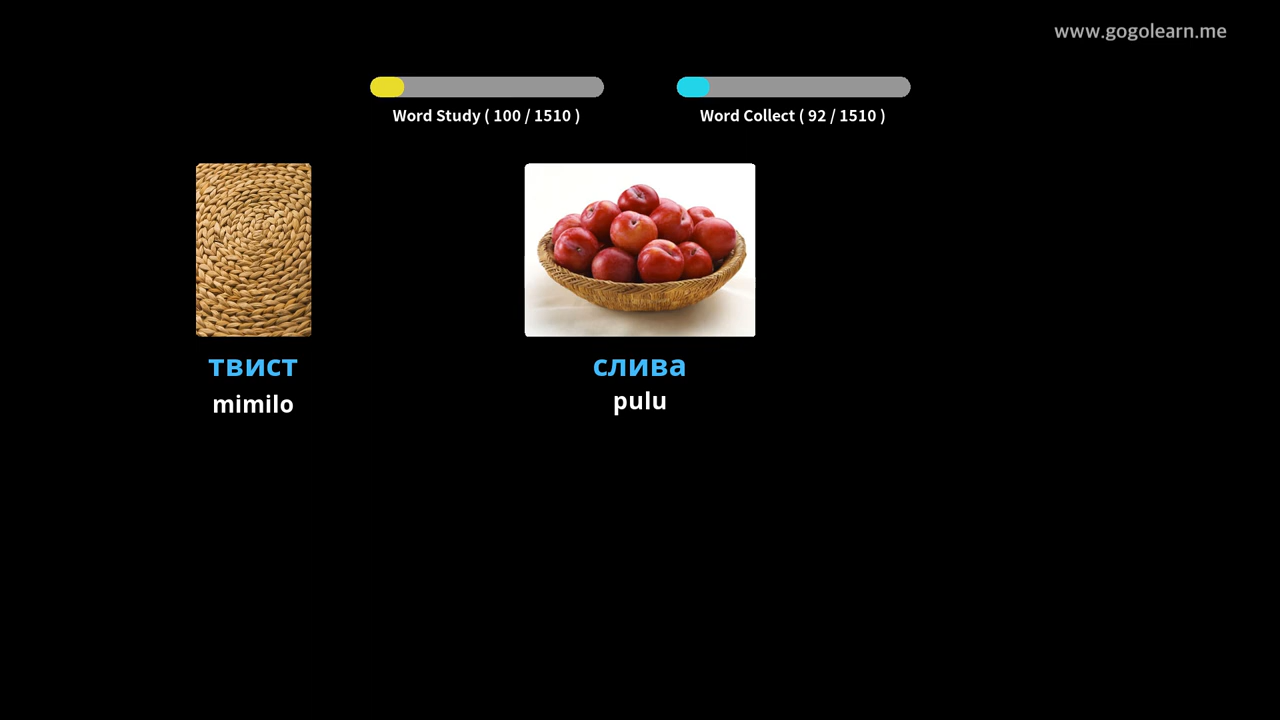 www.gogolearn.me
Word Study ( 100 / 1510 )
Word Collect ( 92 / 1510 )
твист
mimilo
слива
pulu